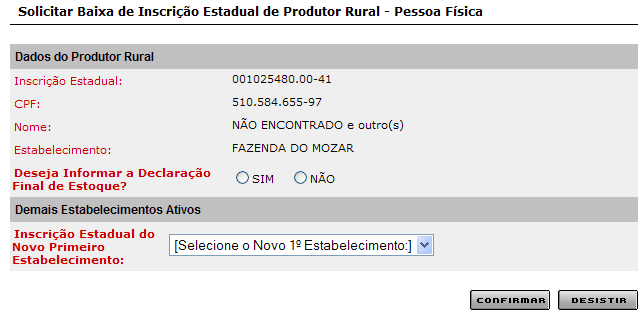 Solicitar Baixa de Inscrição Estadual de Produtor Rural - Pessoa Física
Dados do Produtor Rural
Inscrição Estadual: 001025480.00-41
CPF: 510.584.655-97
Nome: NÃO ENCONTRADO e outro(s)
Estabelecimento: FAZENDA DO MOZAR
Deseja Informar a Declaração
Final de Estoque? SIM NÃO
Demais Estabelecimentos Ativos
Inscrição Estadual do
Novo Primeiro
Estabelecimento: [Selecione o Novo 1º Estabelecimento:]
CONFIRMAR DESISTIR